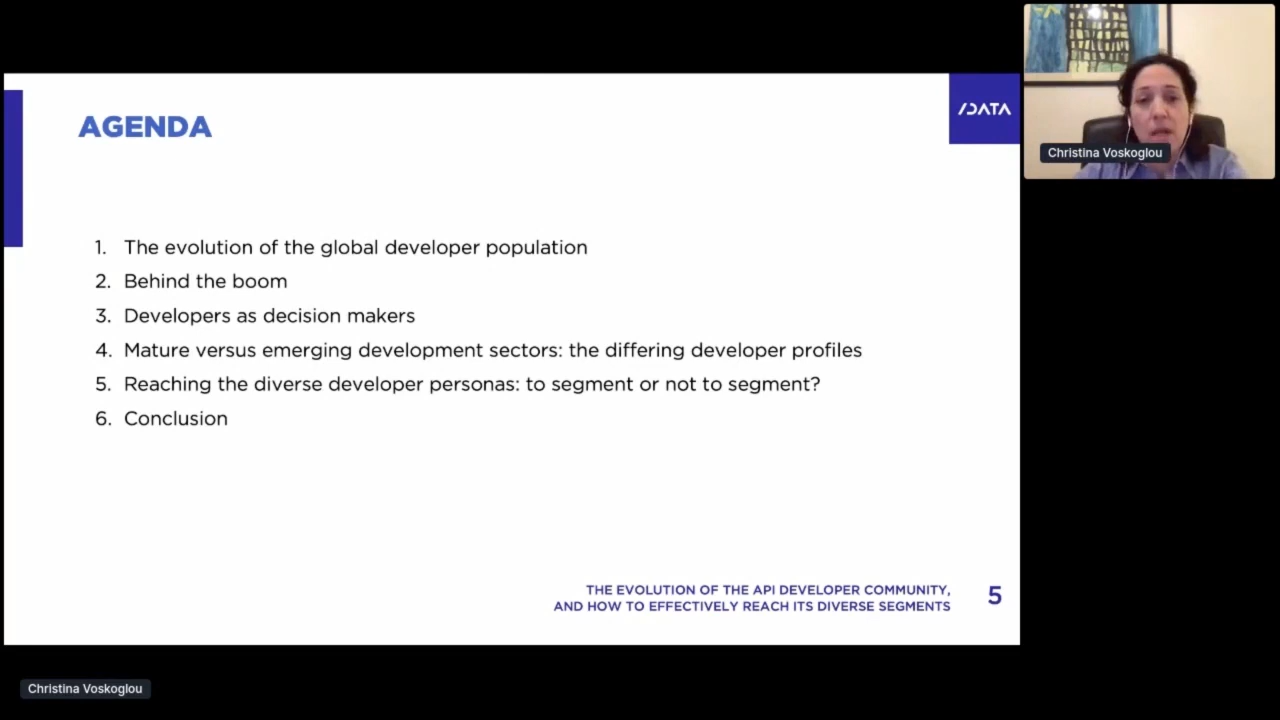 AGENDA
/DATA
Christina Voskoglou
1. The evolution of the global developer population
2. Behind the boom
3. Developers as decision makers
4. Mature versus emerging development sectors: the differing developer profiles
5. Reaching the diverse developer personas: to segment or not to segment?
6. Conclusion
THE EVOLUTION OF THE API DEVELOPER COMMUNITY,
AND HOW TO EFFECTIVELY REACH ITS DIVERSE SEGMENTS
5
Christina Voskoglou